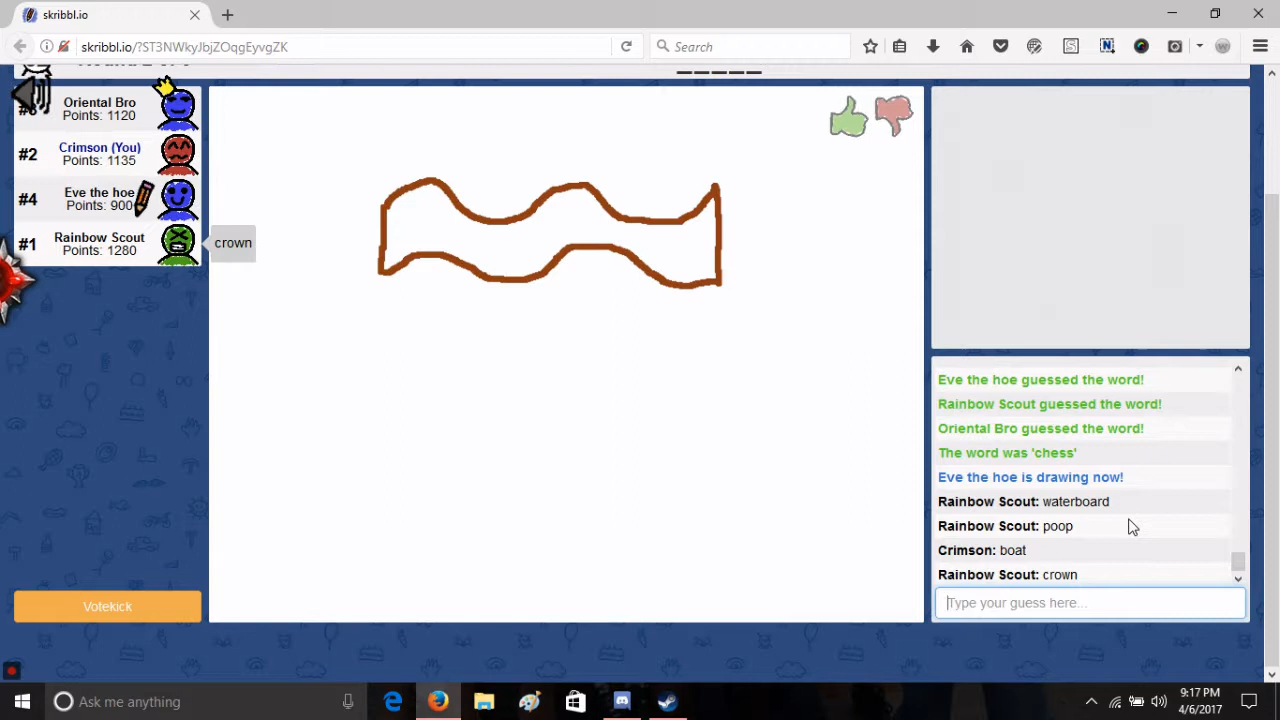 skribbl.io
skribbl.io/?ST3NWkyJbjZOqgEyvgZK
Search
#3
Oriental Bro
Points: 1120
#2
Crimson (You)
Points: 1135
#4
Eve the hoe
Points: 900
#1
Rainbow Scout
Points: 1280
crown
Votekick
Eve the hoe guessed the word!
Rainbow Scout guessed the word!
Oriental Bro guessed the word!
The word was 'chess'
Eve the hoe is drawing now!
Rainbow Scout: waterboard
Rainbow Scout: poop
Crimson: boat
Rainbow Scout: crown
Type your guess here...
Ask me anything
9:17 PM
4/6/2017